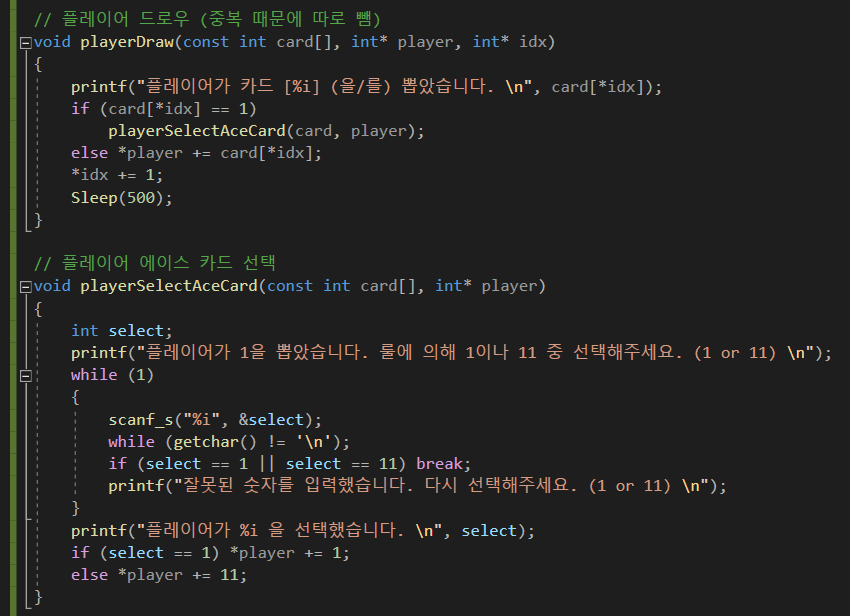 // 플레이어 드로우 (중복 때문에 따로 뺌)
void playerDraw(const int card[], int* player, int* idx)
{
printf("플레이어가 카드 [%i] (을/를) 뽑았습니다. \n", card[*idx]);
if (card[*idx] == 1)
playerSelectAceCard(card, player);
else *player += card[*idx];
*idx += 1;
Sleep(500);
}
// 플레이어 에이스 카드 선택
void playerSelectAceCard(const int card[], int* player)
{
int select;
printf("플레이어가 1을 뽑았습니다. 룰에 의해 1이나 11 중 선택해주세요. (1 or 11) \n");
while (1)
{
scanf_s("%i", &select);
while (getchar() != '\n');
if (select == 1 || select == 11) break;
printf("잘못된 숫자를 입력했습니다. 다시 선택해주세요. (1 or 11) \n");
}
printf("플레이어가 %i 을 선택했습니다. \n", select);
if (select == 1) *player += 1;
else *player += 11;
}